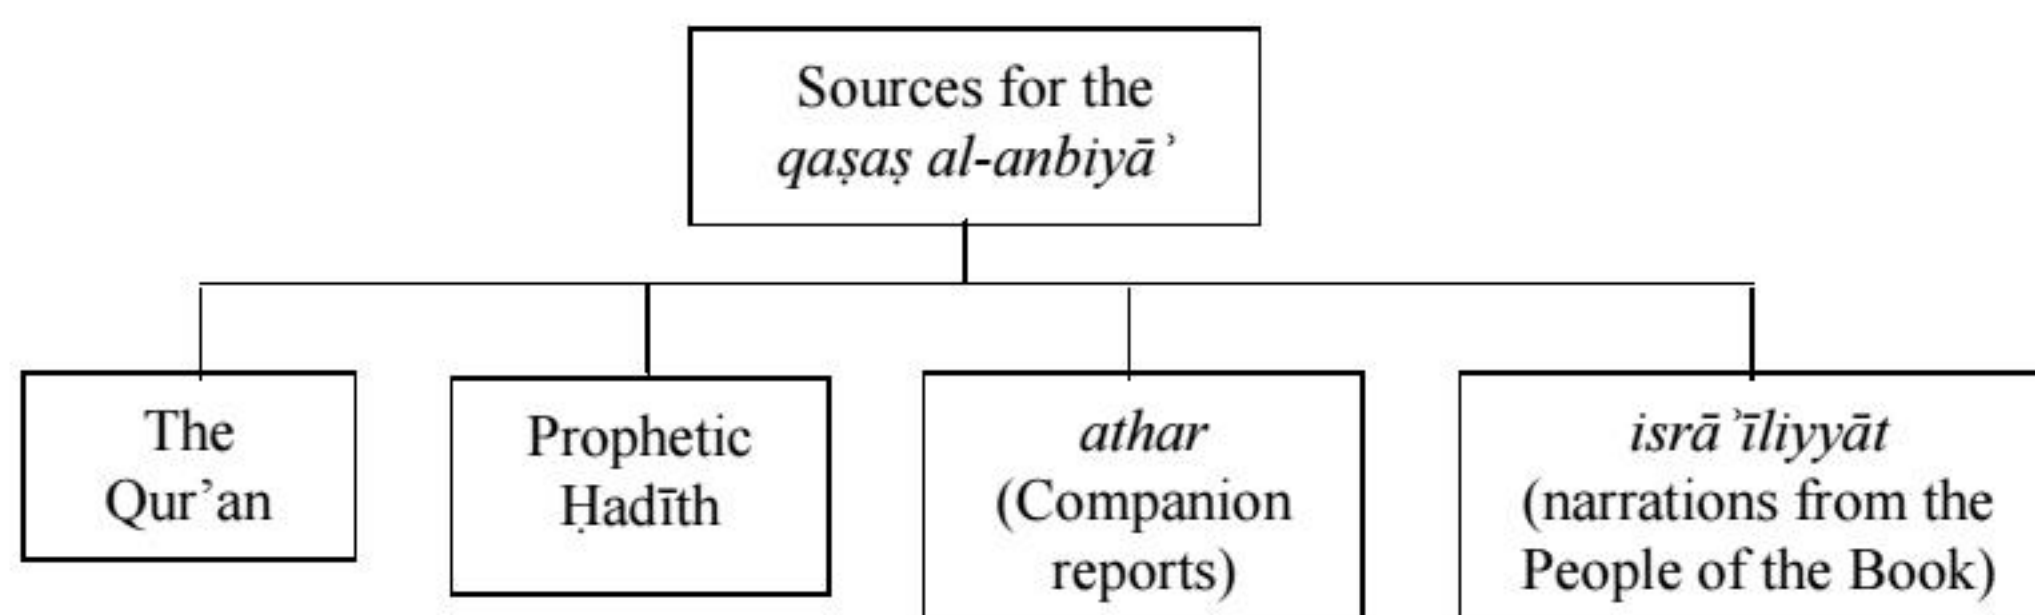 Sources for the
qaṣaṣ al-anbiyāʾ
The
Qur’an
Prophetic
Ḥadīth
athar
(Companion
reports)
isrāʾīliyyāt
(narrations from the
People of the Book)